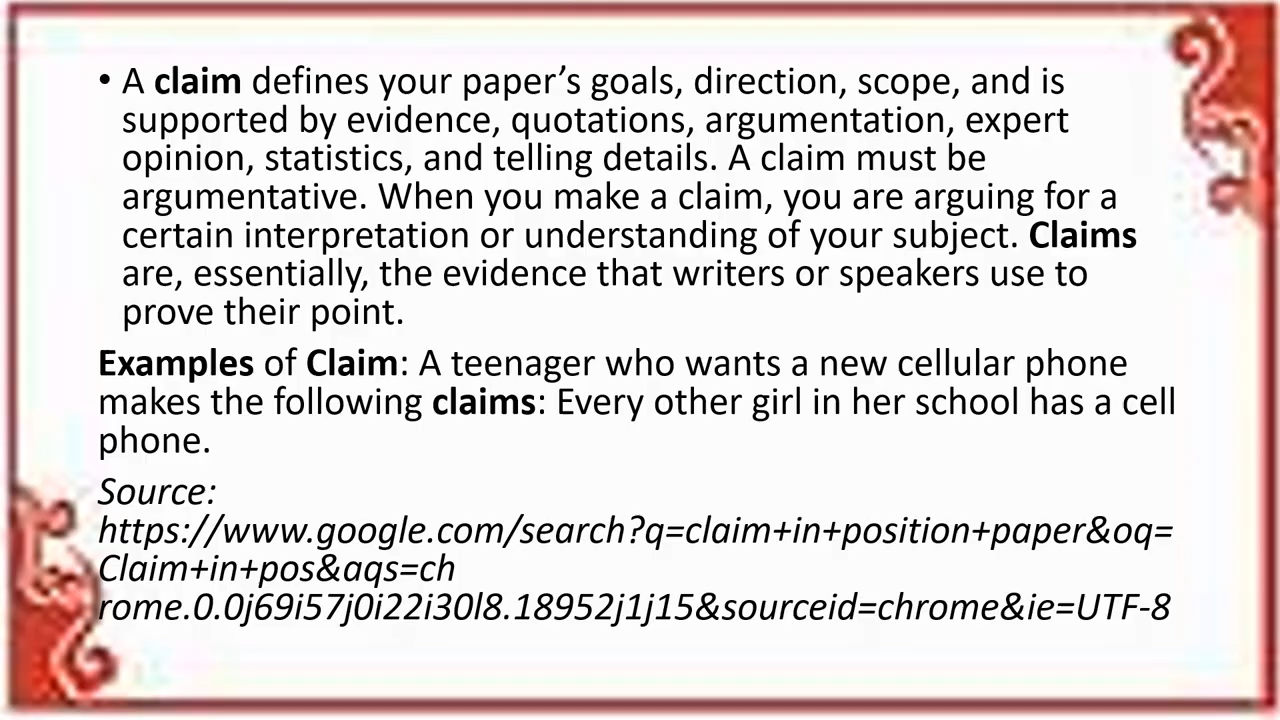 • A claim defines your paper’s goals, direction, scope, and is
supported by evidence, quotations, argumentation, expert
opinion, statistics, and telling details. A claim must be
argumentative. When you make a claim, you are arguing for a
certain interpretation or understanding of your subject. Claims
are, essentially, the evidence that writers or speakers use to
prove their point.
Examples of Claim: A teenager who wants a new cellular phone
makes the following claims: Every other girl in her school has a cell
phone.
Source:
https://www.google.com/search?q=claim+in+position+paper&oq=
Claim+in+pos&aqs=ch
rome.0.0j69i57j0i22i30l8.18952j1j15&sourceid=chrome&ie=UTF-8